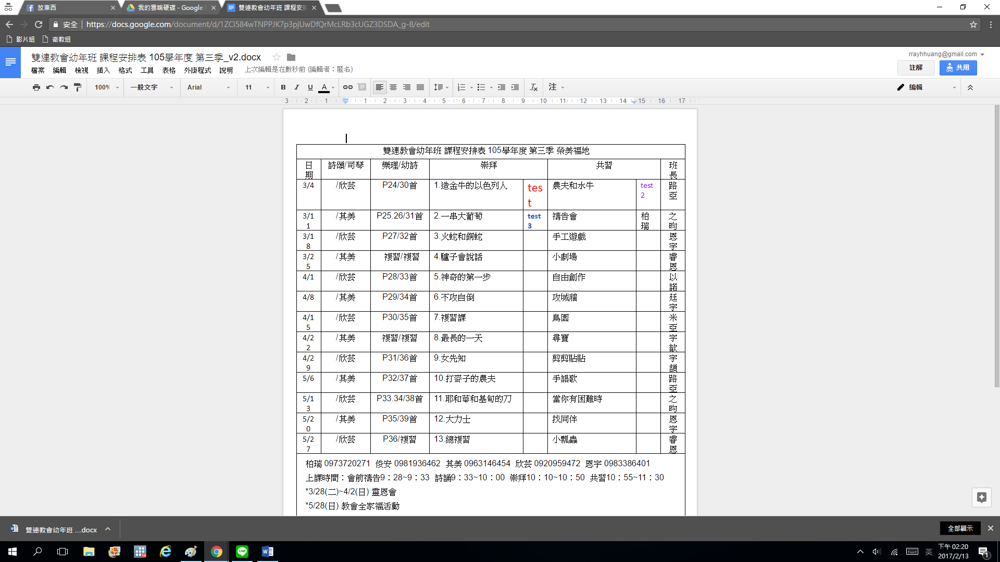 放東西
我的雲端硬碟 - Google
雙連教會幼年班 課程安排
安全 https://docs.google.com/document/d/1ZCi584wTNPPJK7p3pjUwDfQrMcLRb3cUGZ3DSDA_g-8/edit
影片組 衛教組
雙連教會幼年班 課程安排表 105學年度 第三季_v2.docx
rrayhhuang@gmail.com
檔案 編輯 檢視 插入 格式 工具 表格 外掛程式 說明 上次編輯是在數秒前 (編輯者：匿名)
註解 共用
100% 一般文字 Arial 11 B I U A 注 編輯
3 2 1 1 2 3 4 5 6 7 8 9 10 11 12 13 14 15 16 17
雙連教會幼年班 課程安排表 105學年度 第三季 榮美福地
日期 詩頌/司琴 樂理/幼詩 崇拜 共習 班長
3/4 /欣芸 P24/30首 1.造金牛的以色列人 test 農夫和水牛 test2 路亞
3/11 /其美 P25.26/31首 2.一串大葡萄 test3 禱告會 柏瑞 之昀
3/18 /欣芸 P27/32首 3.火蛇和銅蛇 手工遊戲 恩宇
3/25 /其美 複習/複習 4.驢子會說話 小劇場 睿恩
4/1 /欣芸 P28/33首 5.神奇的第一步 自由創作 以諾
4/8 /其美 P29/34首 6.不攻自倒 攻城牆 廷宇
4/15 /欣芸 P30/35首 7.複習課 鳥園 米亞
4/22 /其美 複習/複習 8.最長的一天 尋寶 宇歆
4/29 /欣芸 P31/36首 9.女先知 剪剪貼貼 宇頡
5/6 /其美 P32/37首 10.打麥子的農夫 手語歌 路亞
5/13 /欣芸 P33.34/38首 11.耶和華和基甸的刀 當你有困難時 之昀
5/20 /其美 P35/39首 12.大力士 找同伴 恩宇
5/27 /欣芸 P36/複習 13.總複習 小瓢蟲 睿恩
柏瑞 0973720271 俊安 0981936462 其美 0963146454 欣芸 0920959472 恩宇 0983386401
上課時間：會前禱告9：28~9：33 詩誦9：33~10：00 崇拜10：10~10：50 共習10：55~11：30
*3/28(二)~4/2(日) 靈恩會
*5/28(日) 教會全家福活動
雙連教會幼年班 ....docx
全部顯示
英 下午 02:20
2017/2/13